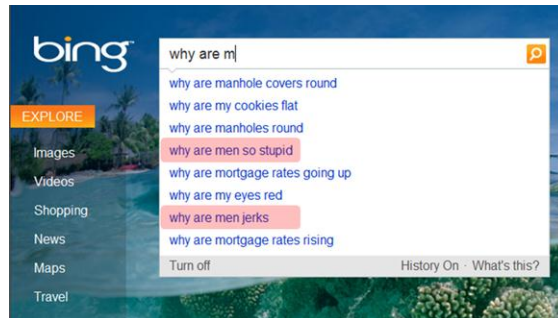 bing
why are m
why are manhole covers round
why are my cookies flat
EXPLORE
why are manholes round
Images
why are men so stupid
Videos
why are mortgage rates going up
why are my eyes red
Shopping
why are men jerks
News
why are mortgage rates rising
Maps
Turn off History On · What's this?
Travel